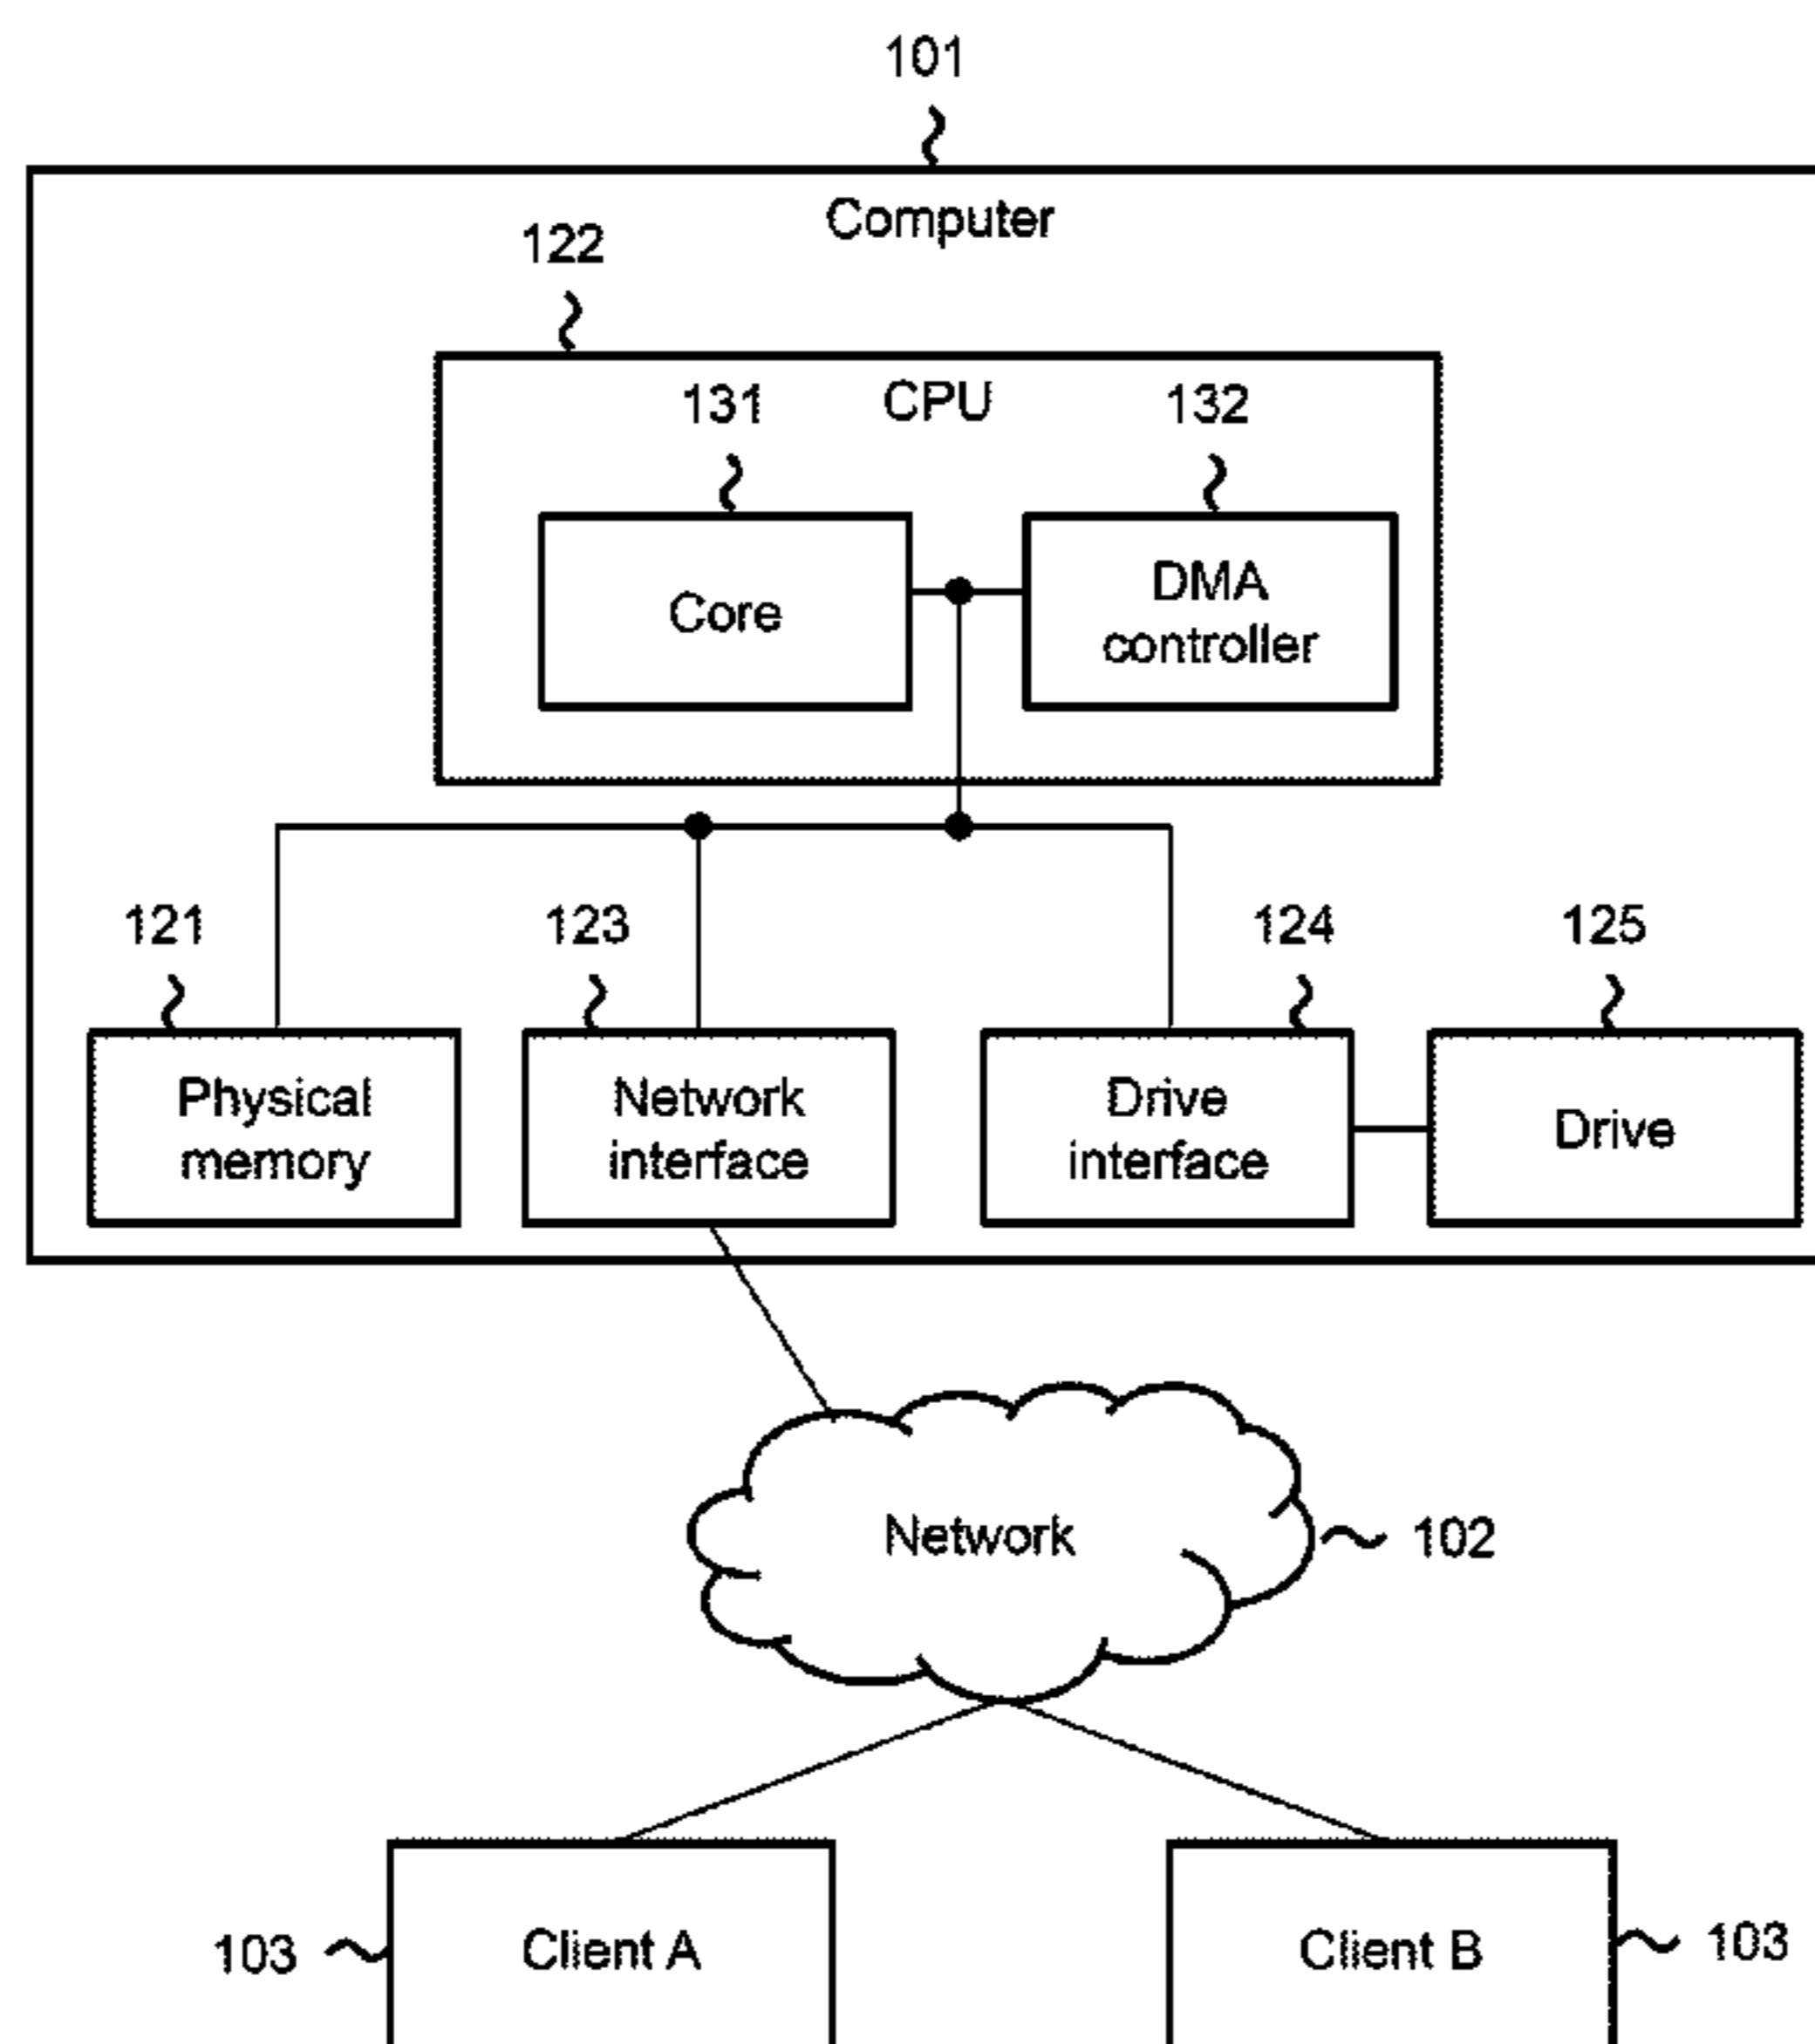 101
Computer
122
CPU
131
132
Core
DMA
controller
121
123
124
125
Physical
memory
Network
interface
Drive
interface
Drive
Network
102
103
Client A
Client B
103